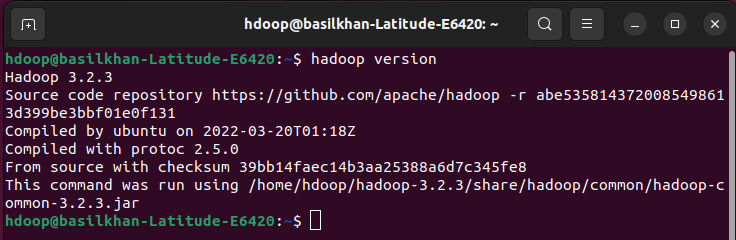 hdoop@basilkhan-Latitude-E6420: ~
hdoop@basilkhan-Latitude-E6420:~$ hadoop version
Hadoop 3.2.3
Source code repository https://github.com/apache/hadoop -r abe535814372008549861
3d399be3bbf01e0f131
Compiled by ubuntu on 2022-03-20T01:18Z
Compiled with protoc 2.5.0
From source with checksum 39bb14faec14b3aa25388a6d7c345fe8
This command was run using /home/hdoop/hadoop-3.2.3/share/hadoop/common/hadoop-c
ommon-3.2.3.jar
hdoop@basilkhan-Latitude-E6420:~$